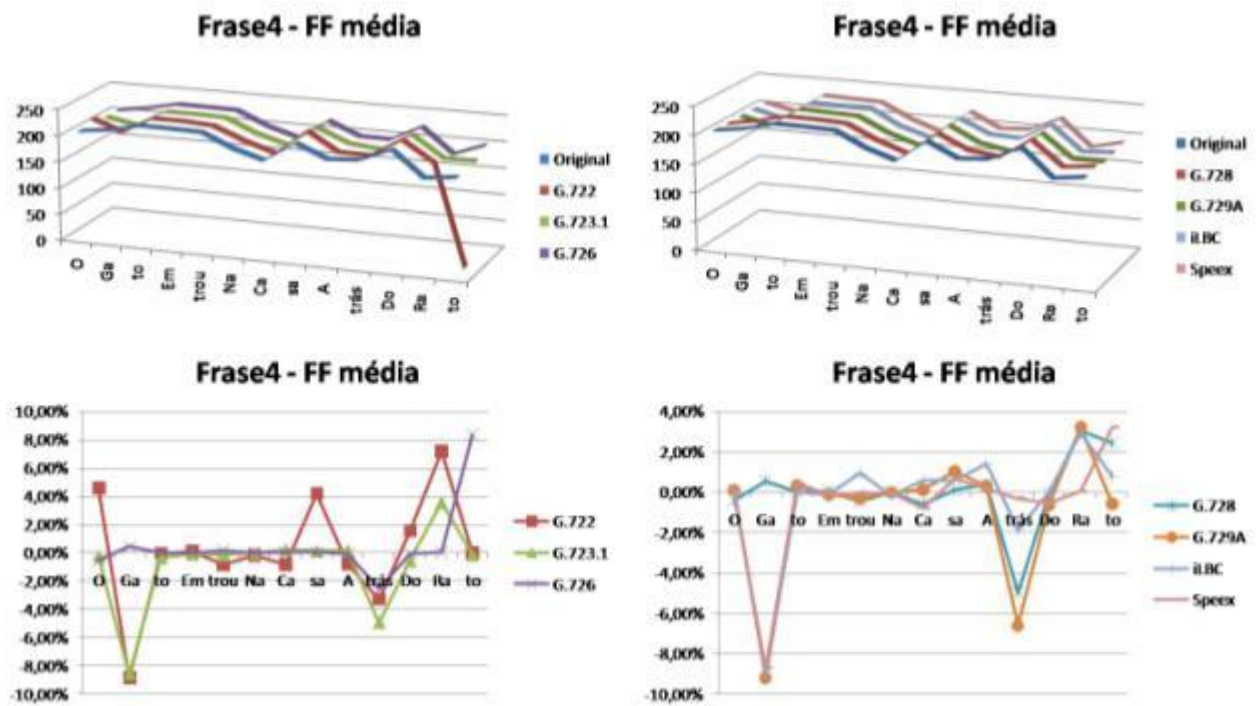 Frase4 - FF média
250
200
150
100
50
0
O
Ga
to
Em
trou
Na
Ca
sa
A
trás
Do
Ra
to
Original
G.722
G.723.1
G.726
Frase4 - FF média
250
200
150
100
50
0
O
Ga
to
Em
trou
Na
Ca
sa
A
trás
Do
Ra
to
Original
G.728
G.729A
iLBC
Speex
Frase4 - FF média
10,00%
8,00%
6,00%
4,00%
2,00%
0,00%
-2,00%
-4,00%
-6,00%
-8,00%
-10,00%
O Ga to Em trou Na Ca sa A trás Do Ra to
G.722
G.723.1
G.726
Frase4 - FF média
4,00%
2,00%
0,00%
-2,00%
-4,00%
-6,00%
-8,00%
-10,00%
O Ga to Em trou Na Ca sa A trás Do Ra to
G.728
G.729A
iLBC
Speex